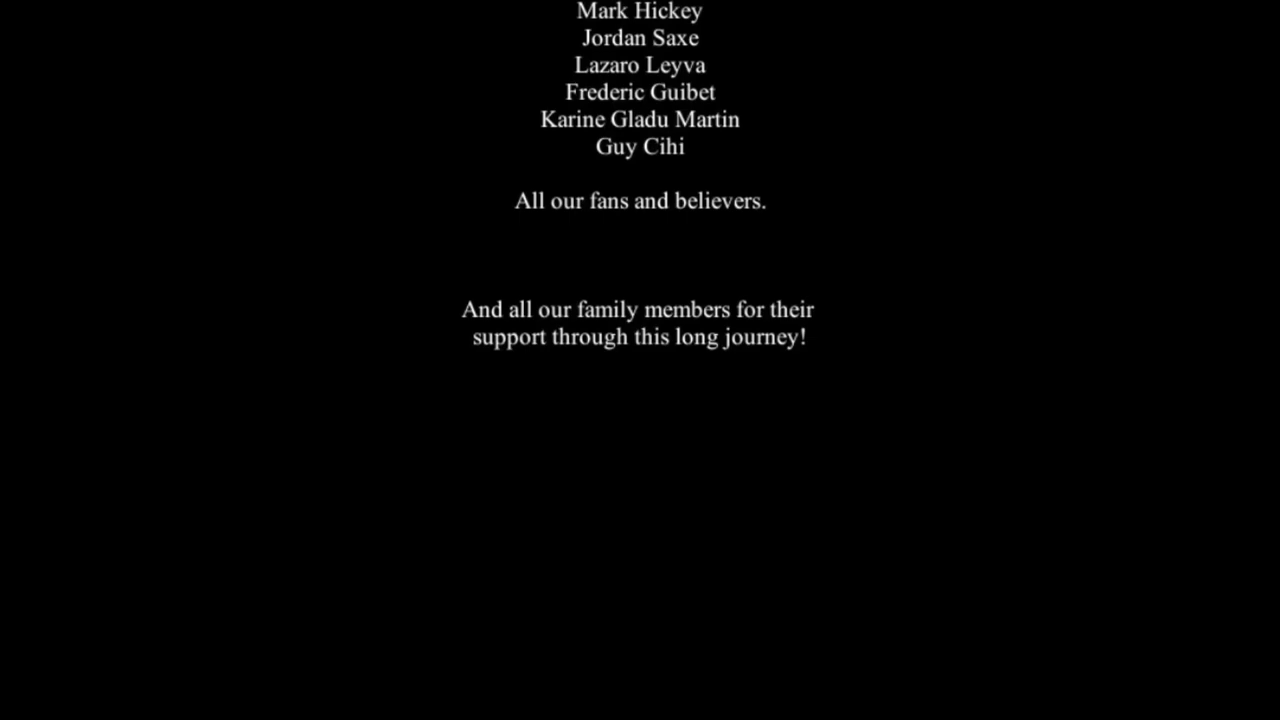 Mark Hickey
Jordan Saxe
Lazaro Leyva
Frederic Guibet
Karine Gladu Martin
Guy Cihi
All our fans and believers.
And all our family members for their
support through this long journey!